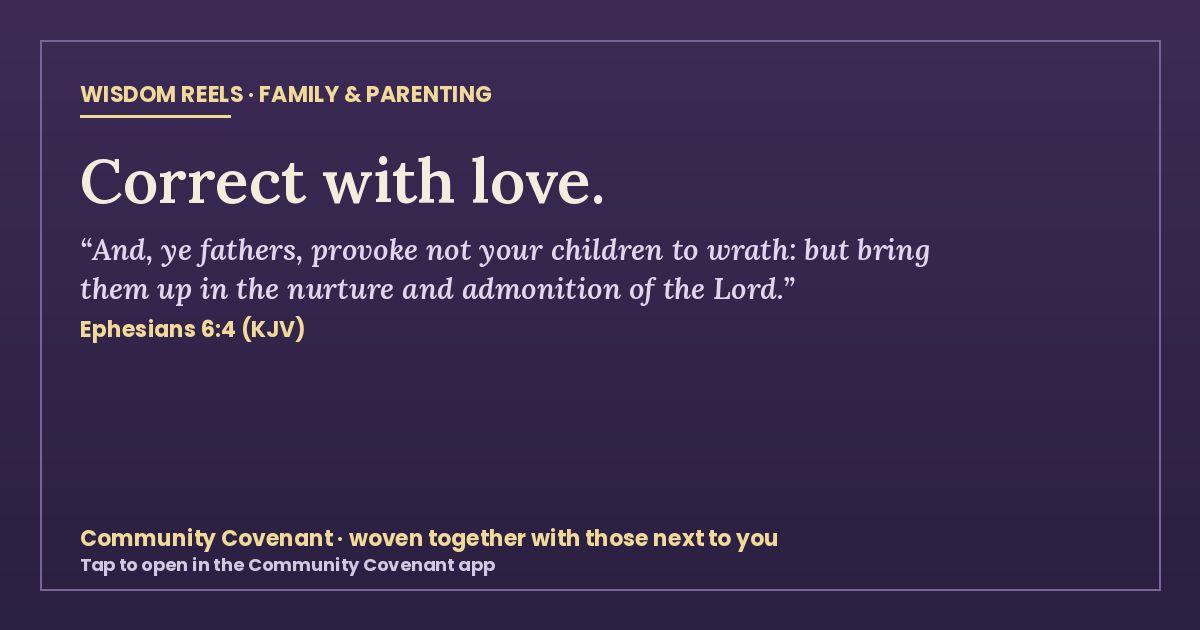 WISDOM REELS · FAMILY & PARENTING
Correct with love.
“And, ye fathers, provoke not your children to wrath: but bring
them up in the nurture and admonition of the Lord.”
Ephesians 6:4 (KJV)
Community Covenant · woven together with those next to you
Tap to open in the Community Covenant app